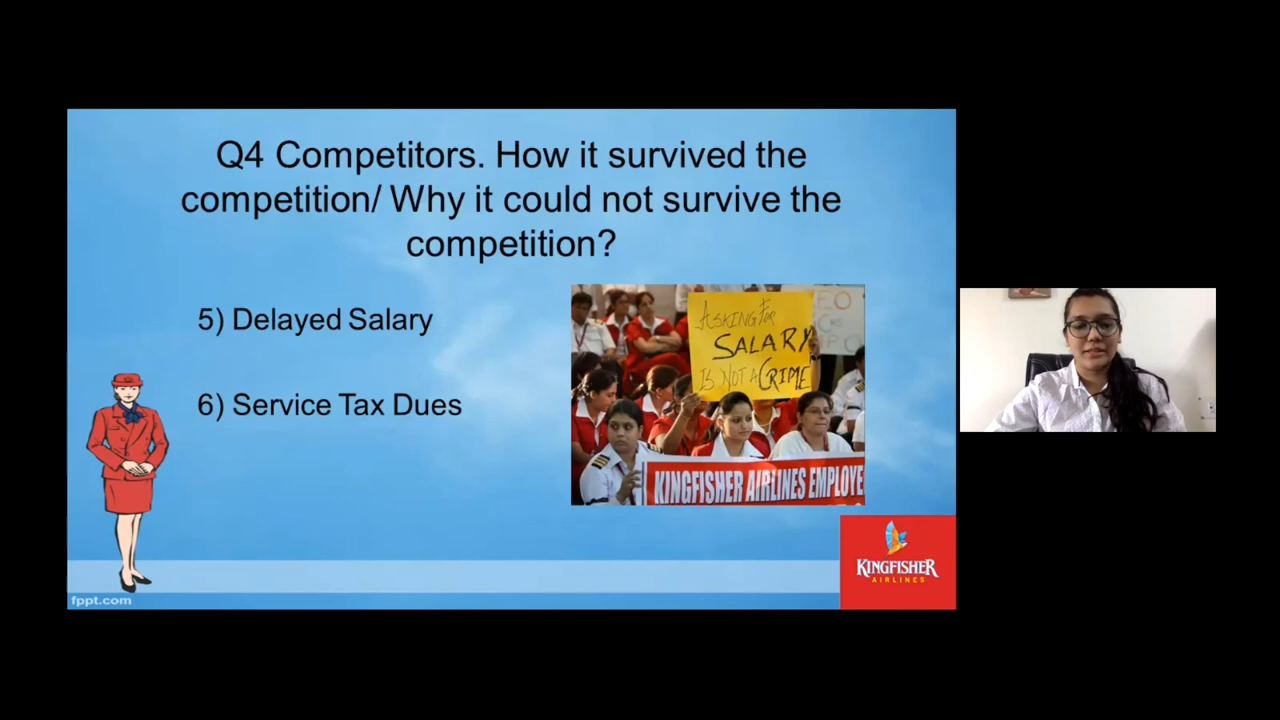 Q4 Competitors. How it survived the
competition/ Why it could not survive the
competition?
5) Delayed Salary
6) Service Tax Dues
ASKING FOR
SALARY
IS NOT A CRIME
KINGFISHER AIRLINES EMPLOYE
KINGFISHER
AIRLINES
fppt.com